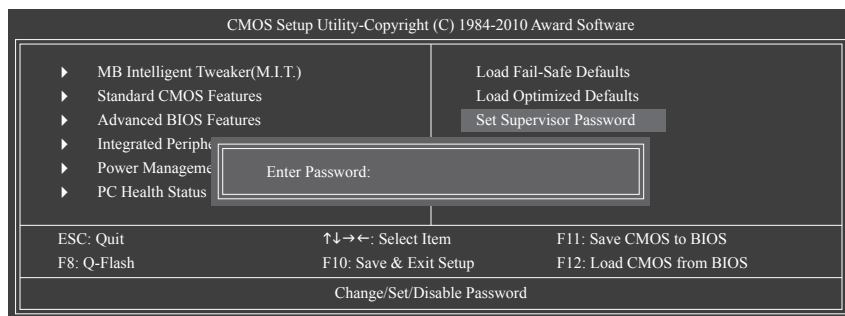 CMOS Setup Utility-Copyright (C) 1984-2010 Award Software
MB Intelligent Tweaker(M.I.T.)
Standard CMOS Features
Advanced BIOS Features
Integrated Periphe
Power Manageme
PC Health Status
Load Fail-Safe Defaults
Load Optimized Defaults
Set Supervisor Password
Enter Password:
ESC: Quit ↑↓→←: Select Item F11: Save CMOS to BIOS
F8: Q-Flash F10: Save & Exit Setup F12: Load CMOS from BIOS
Change/Set/Disable Password